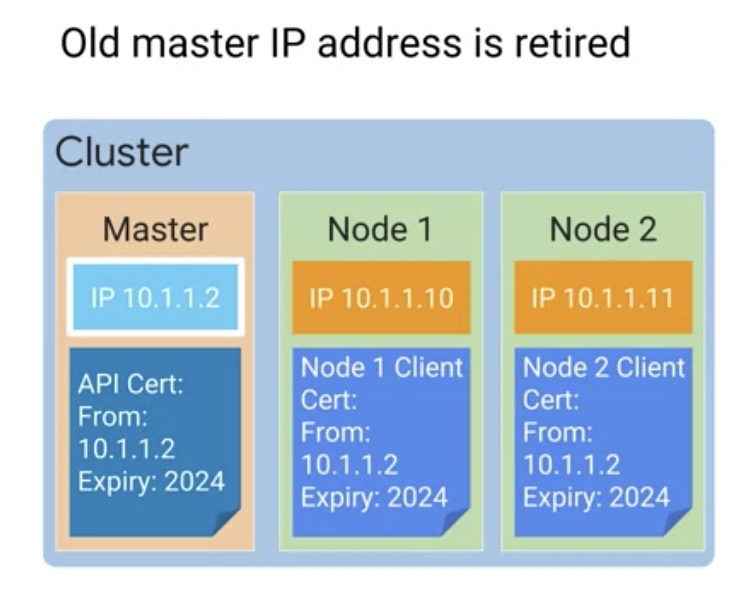 Old master IP address is retired
Cluster
Master
IP 10.1.1.2
API Cert:
From:
10.1.1.2
Expiry: 2024
Node 1
IP 10.1.1.10
Node 1 Client
Cert:
From:
10.1.1.2
Expiry: 2024
Node 2
IP 10.1.1.11
Node 2 Client
Cert:
From:
10.1.1.2
Expiry: 2024